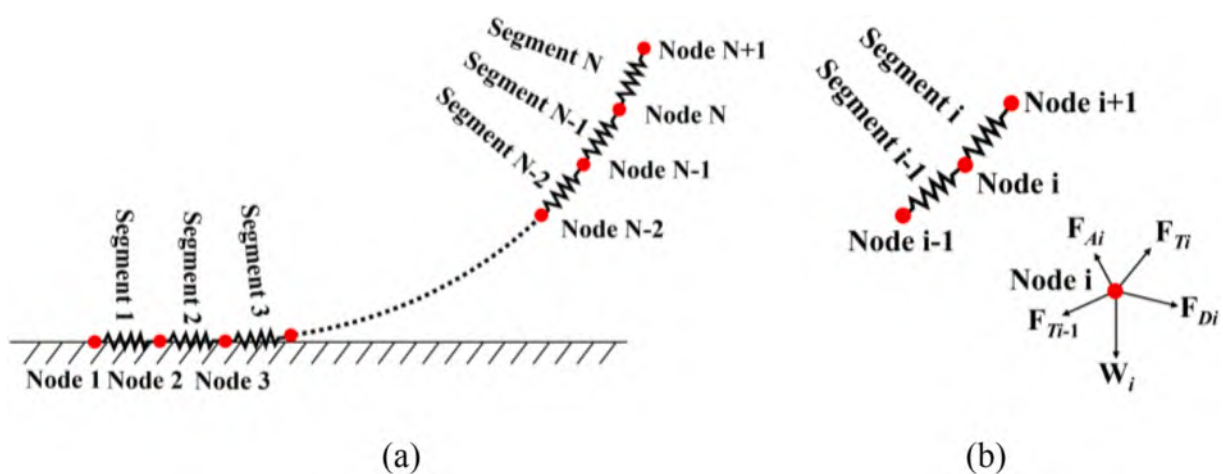 Segment N
Node N+1
Segment N-1
Node N
Segment N-2
Node N-1
Node N-2
Segment 1
Segment 2
Segment 3
Node 1 Node 2 Node 3
(a)
Segment i
Node i+1
Segment i-1
Node i
Node i-1
F_Ai F_Ti
Node i
F_Ti-1 F_Di
W_i
(b)